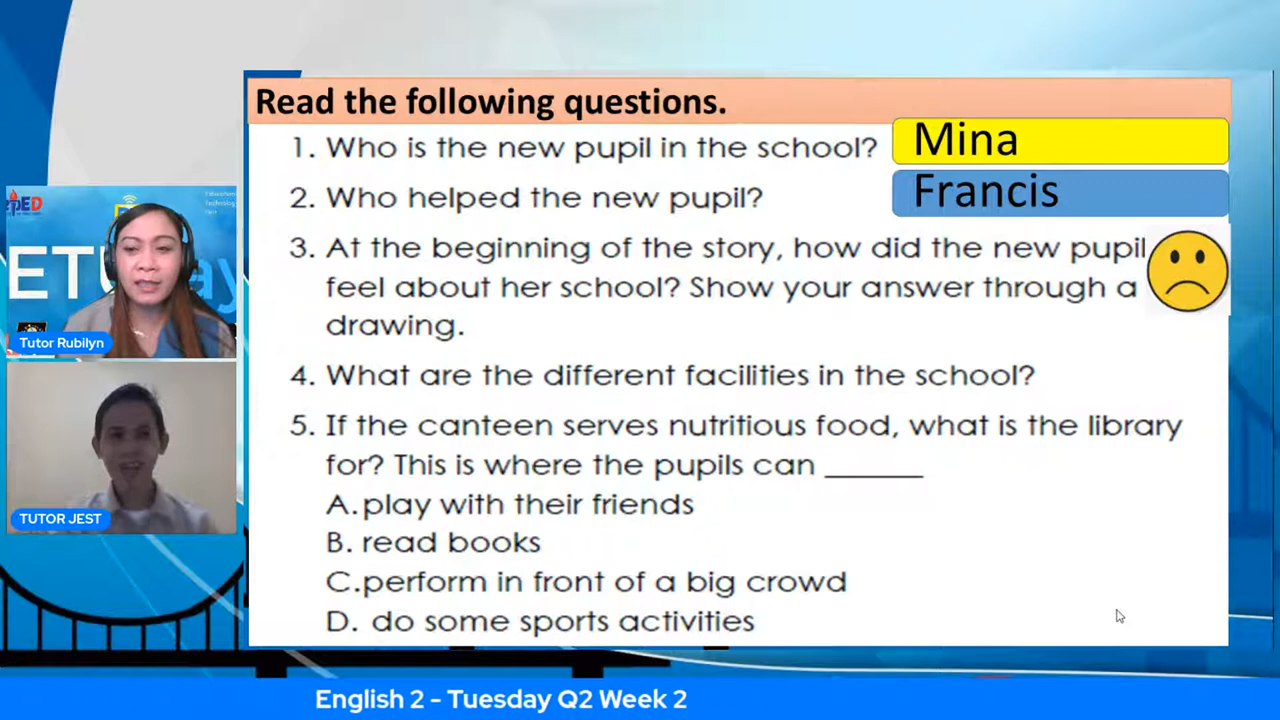 Read the following questions.
1. Who is the new pupil in the school?
Mina
2. Who helped the new pupil?
Francis
3. At the beginning of the story, how did the new pupil
feel about her school? Show your answer through a
drawing.
4. What are the different facilities in the school?
5. If the canteen serves nutritious food, what is the library
for? This is where the pupils can ______
A.play with their friends
B. read books
C.perform in front of a big crowd
D. do some sports activities
ETU
ay
Tutor Rubilyn
TUTOR JEST
English 2 - Tuesday Q2 Week 2